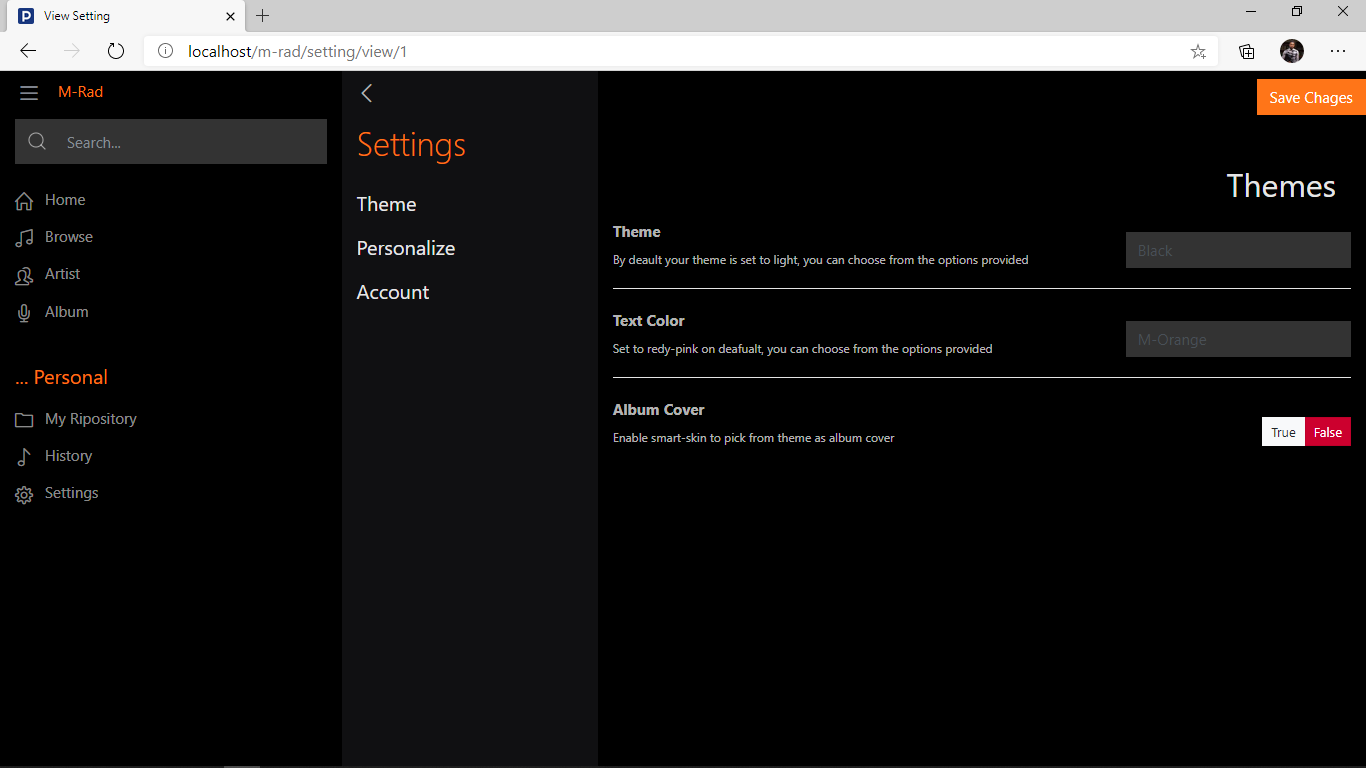 View Setting
localhost/m-rad/setting/view/1
M-Rad
Search...
Home
Browse
Artist
Album
... Personal
My Ripository
History
Settings
Settings
Theme
Personalize
Account
Save Chages
Themes
Theme
By deault your theme is set to light, you can choose from the options provided
Black
Text Color
Set to redy-pink on deafualt, you can choose from the options provided
M-Orange
Album Cover
Enable smart-skin to pick from theme as album cover
True False